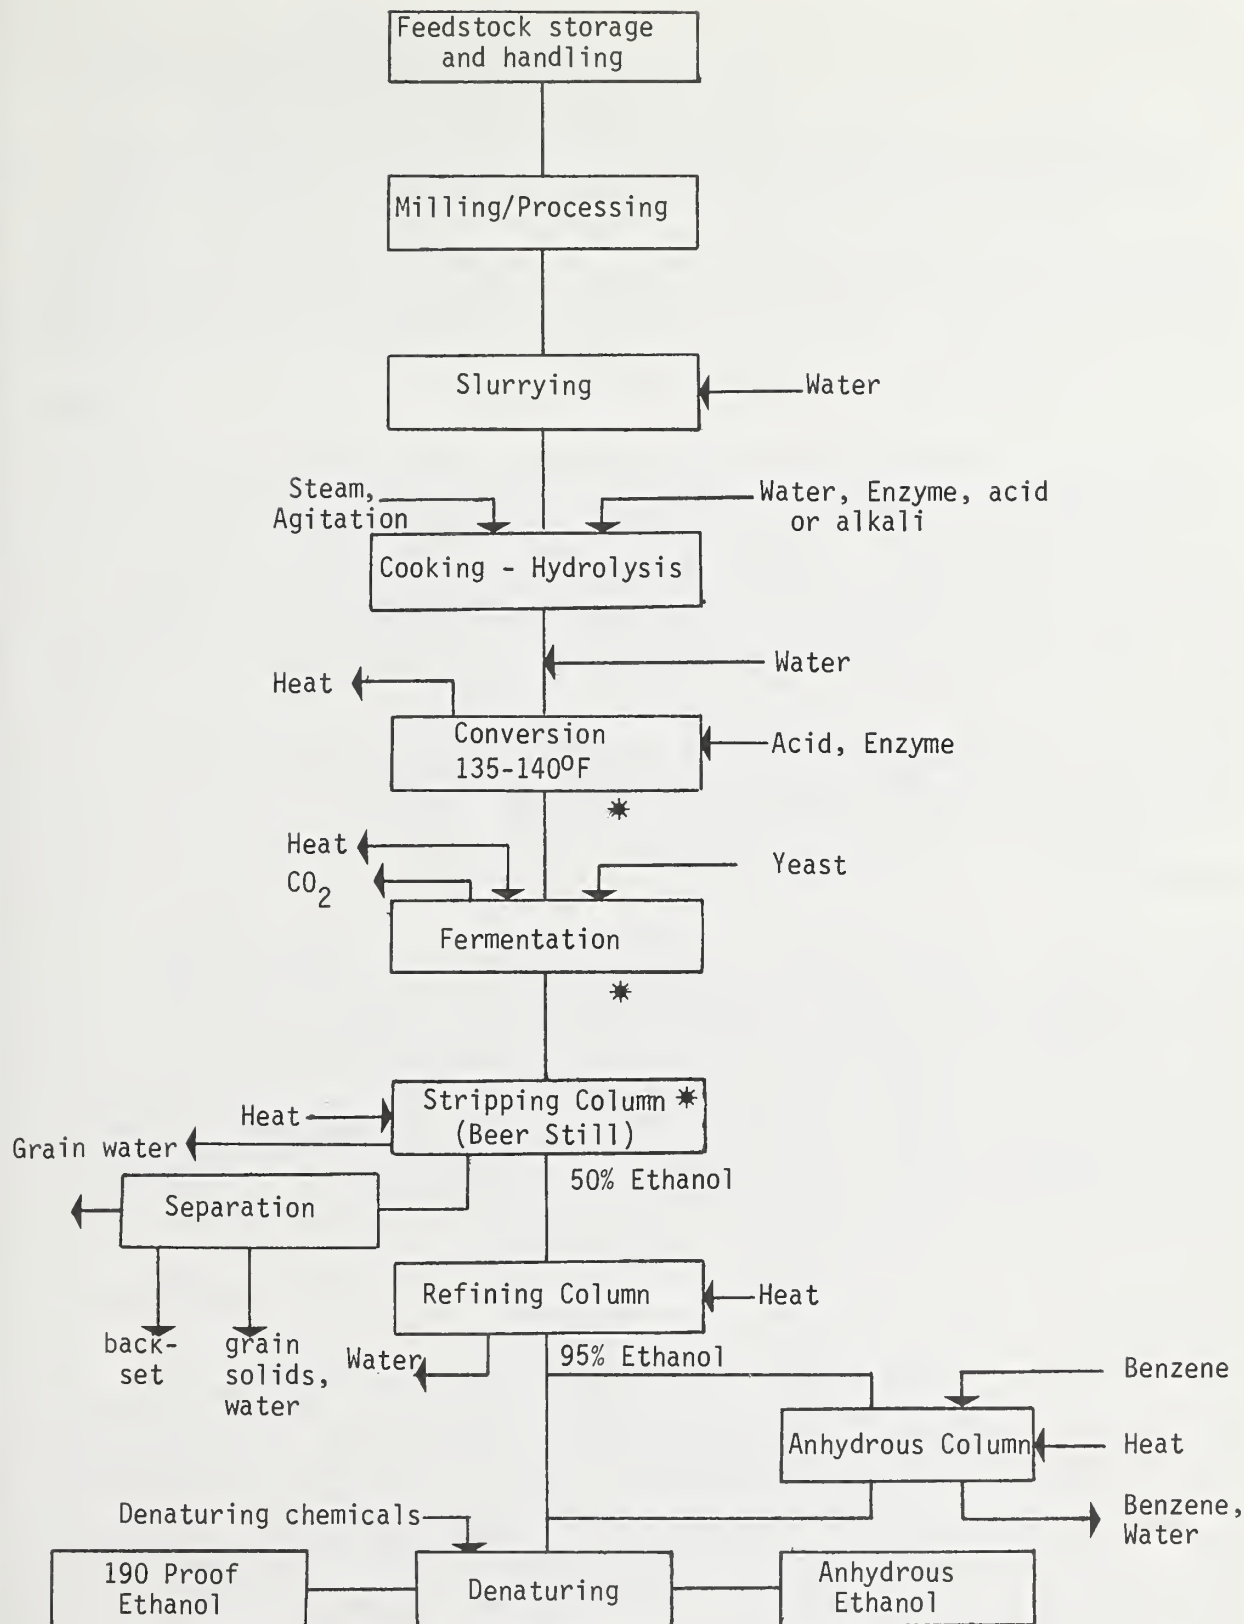 Feedstock storage
and handling
Milling/Processing
Slurrying
Water
Steam,
Agitation
Water, Enzyme, acid
or alkali
Cooking - Hydrolysis
Water
Heat
Conversion
135-140ºF
Acid, Enzyme
*
Heat
CO2
Yeast
Fermentation
*
Stripping Column *
(Beer Still)
Heat
Grain water
50% Ethanol
Separation
Refining Column
Heat
back-
set
grain
solids,
water
Water
95% Ethanol
Benzene
Anhydrous Column
Heat
Benzene,
Water
Denaturing chemicals
190 Proof
Ethanol
Denaturing
Anhydrous
Ethanol